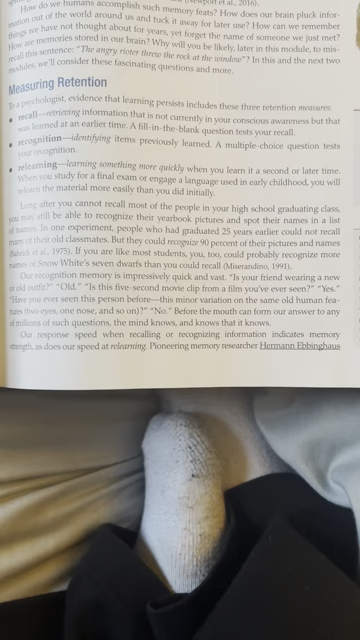 ewport et al., 2016).
How do humans accomplish such memory feats? How does our brain pluck infor-
mation out of the world around us and tuck it away for later use? How can we remember
things we have not thought about for years, yet forget the name of someone we just met?
How are memories stored in our brain? Why will you be likely, later in this module, to mis-
recall this sentence: "The angry rioter threw the rock at the window"? In this and the next two
modules, we'll consider these fascinating questions and more.
Measuring Retention
To a psychologist, evidence that learning persists includes these three retention measures:
• recall—retrieving information that is not currently in your conscious awareness but that
was learned at an earlier time. A fill-in-the-blank question tests your recall.
• recognition—identifying items previously learned. A multiple-choice question tests
your recognition.
• relearning—learning something more quickly when you learn it a second or later time.
When you study for a final exam or engage a language used in early childhood, you will
relearn the material more easily than you did initially.
Long after you cannot recall most of the people in your high school graduating class,
you may still be able to recognize their yearbook pictures and spot their names in a list
of names. In one experiment, people who had graduated 25 years earlier could not recall
many of their old classmates. But they could recognize 90 percent of their pictures and names
(Bahrick et al., 1975). If you are like most students, you, too, could probably recognize more
names of Snow White's seven dwarfs than you could recall (Miserandino, 1991).
Our recognition memory is impressively quick and vast. "Is your friend wearing a new
or old outfit?" "Old." "Is this five-second movie clip from a film you've ever seen?" "Yes."
"Have you ever seen this person before—this minor variation on the same old human fea-
tures (two eyes, one nose, and so on)?" "No." Before the mouth can form our answer to any
of millions of such questions, the mind knows, and knows that it knows.
Our response speed when recalling or recognizing information indicates memory
strength, as does our speed at relearning. Pioneering memory researcher Hermann Ebbinghaus